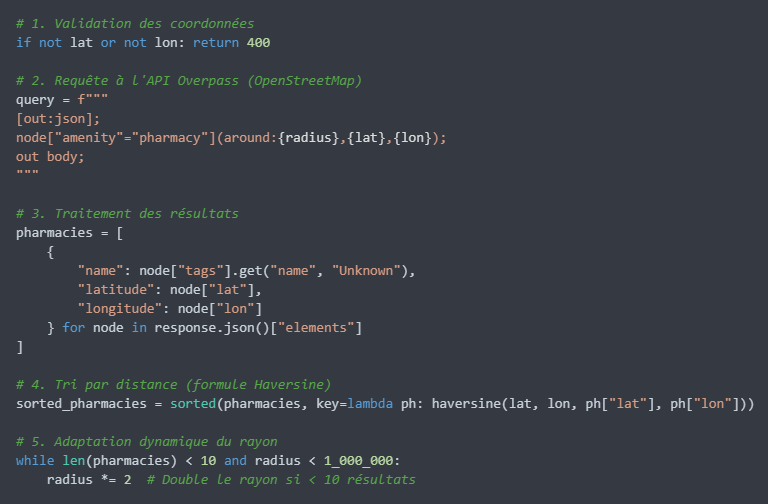 # 1. Validation des coordonnées
if not lat or not lon: return 400
# 2. Requête à l'API Overpass (OpenStreetMap)
query = f"""
[out:json];
node["amenity"="pharmacy"](around:{radius},{lat},{lon});
out body;
"""
# 3. Traitement des résultats
pharmacies = [
    {
        "name": node["tags"].get("name", "Unknown"),
        "latitude": node["lat"],
        "longitude": node["lon"]
    } for node in response.json()["elements"]
]
# 4. Tri par distance (formule Haversine)
sorted_pharmacies = sorted(pharmacies, key=lambda ph: haversine(lat, lon, ph["lat"], ph["lon"]))
# 5. Adaptation dynamique du rayon
while len(pharmacies) < 10 and radius < 1_000_000:
    radius *= 2  # Double le rayon si < 10 résultats